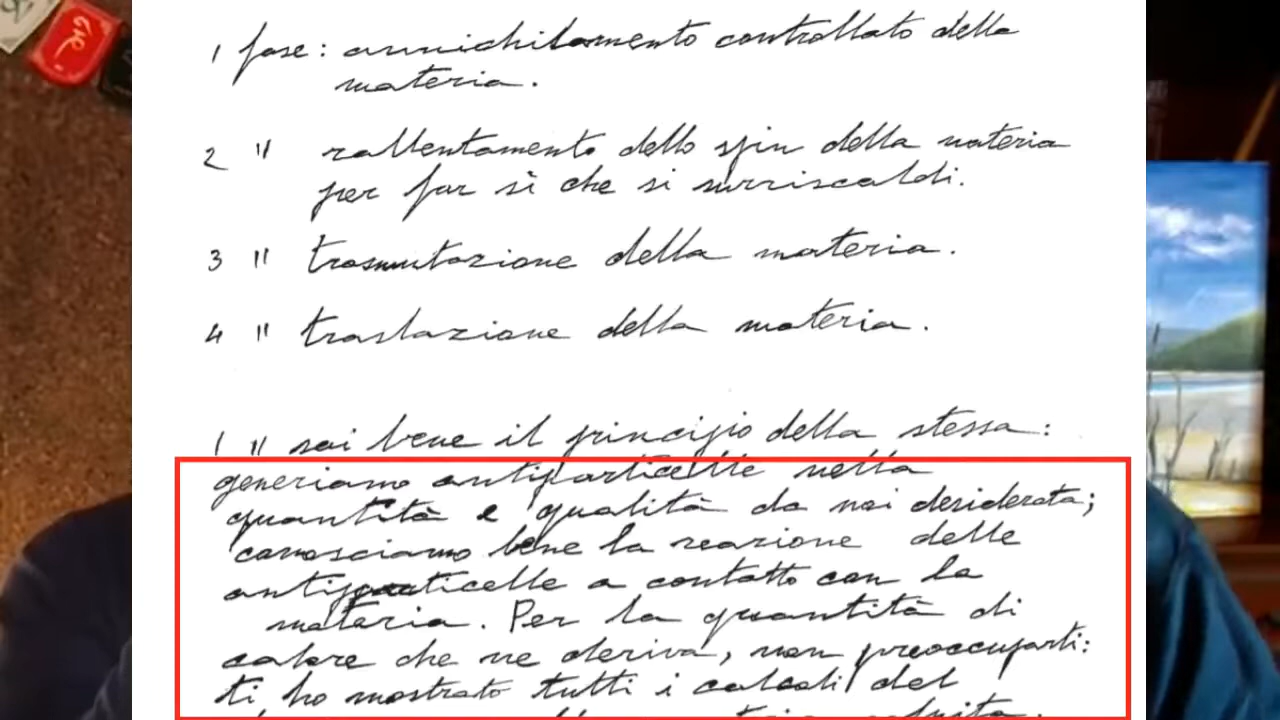 1 fase: annichilamento controllato della
materia.
2 " rallentamento dello spin della materia
per far sì che si surriscaldi.
3 " trasmutazione della materia.
4 " traslazione della materia.
1 " sai bene il principio della stessa:
generiamo antiparticelle nella
quantità e qualità da noi desiderata;
conosciamo bene la reazione delle
antiparticelle a contatto con la
materia. Per la quantità di
calore che ne deriva, non preoccuparti:
ti ho mostrato tutti i calcoli del